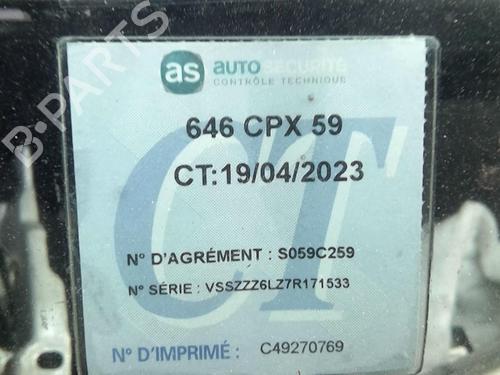 as AUTO SECURITÉ
CONTRÔLE TECHNIQUE
646 CPX 59
CT:19/04/2023
CT
N° D'AGRÉMENT : S059C259
N° SÉRIE : VSSZZZ6LZ7R171533
N° D'IMPRIMÉ : C49270769
B-PARTS